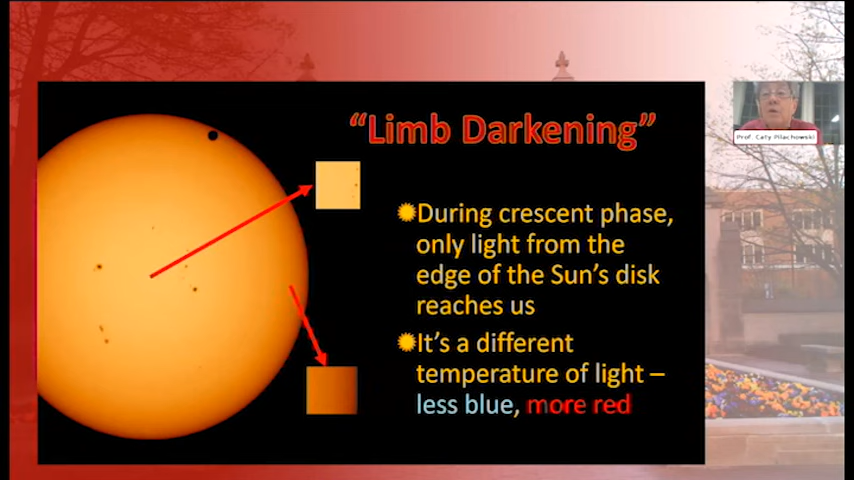 “Limb Darkening”
During crescent phase,
only light from the
edge of the Sun’s disk
reaches us
It’s a different
temperature of light –
less blue, more red
Prof. Caty Pilachowski